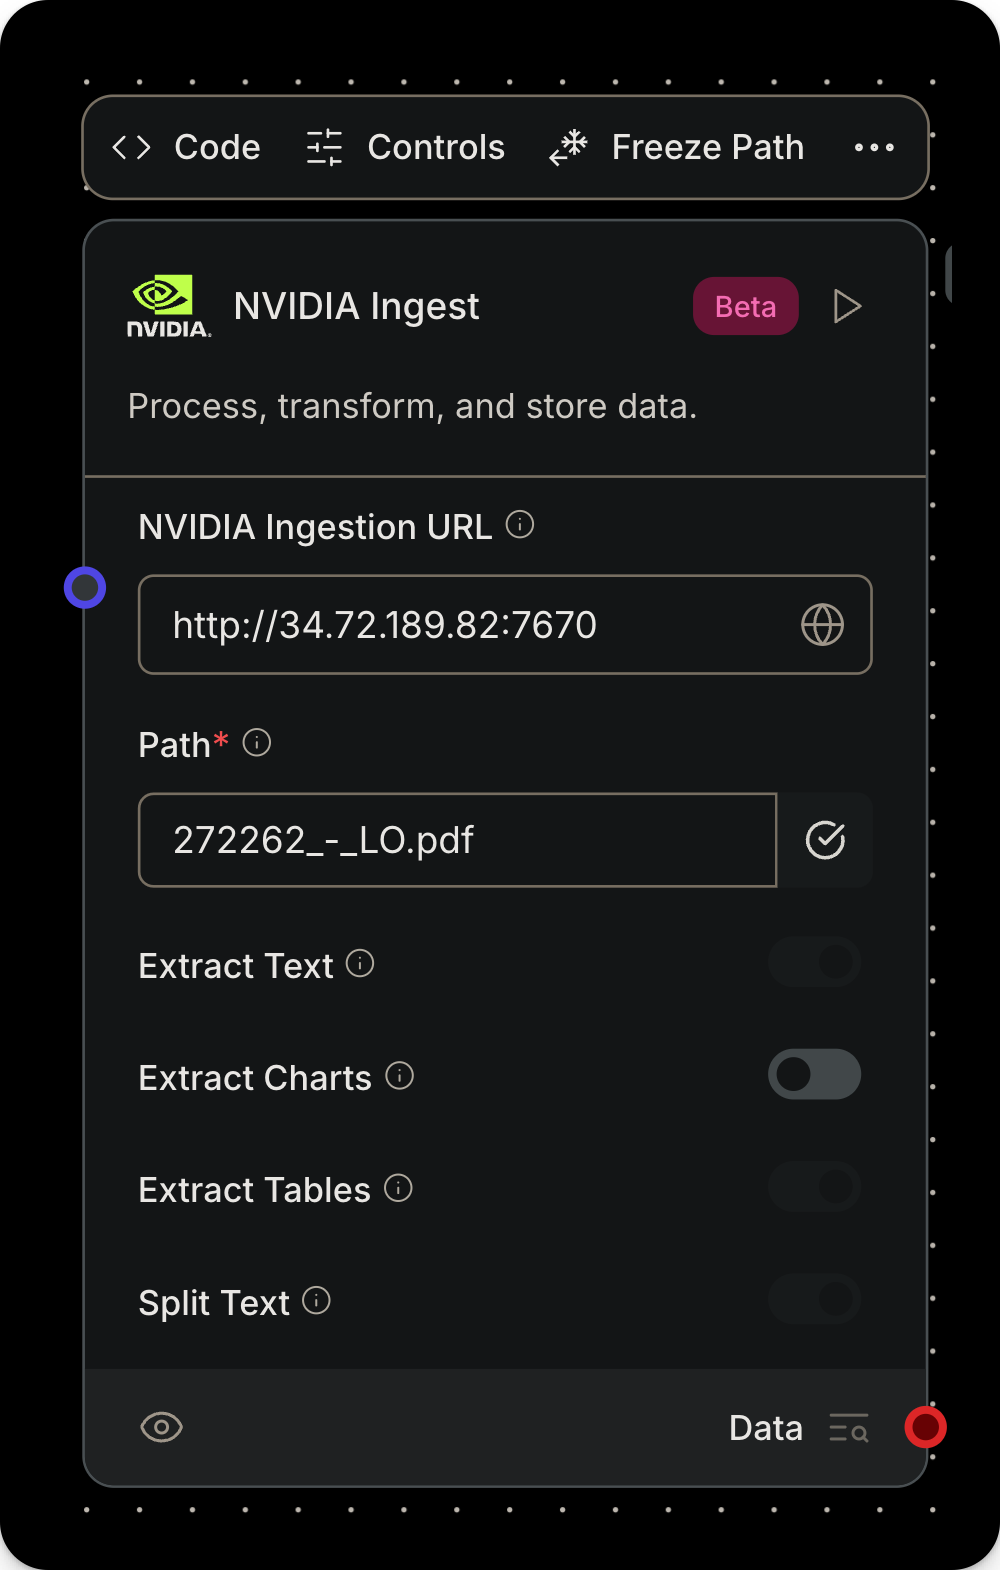 Code Controls Freeze Path
NVIDIA.
NVIDIA Ingest Beta
Process, transform, and store data.
NVIDIA Ingestion URL
http://34.72.189.82:7670
Path*
272262_-_LO.pdf
Extract Text
Extract Charts
Extract Tables
Split Text
Data